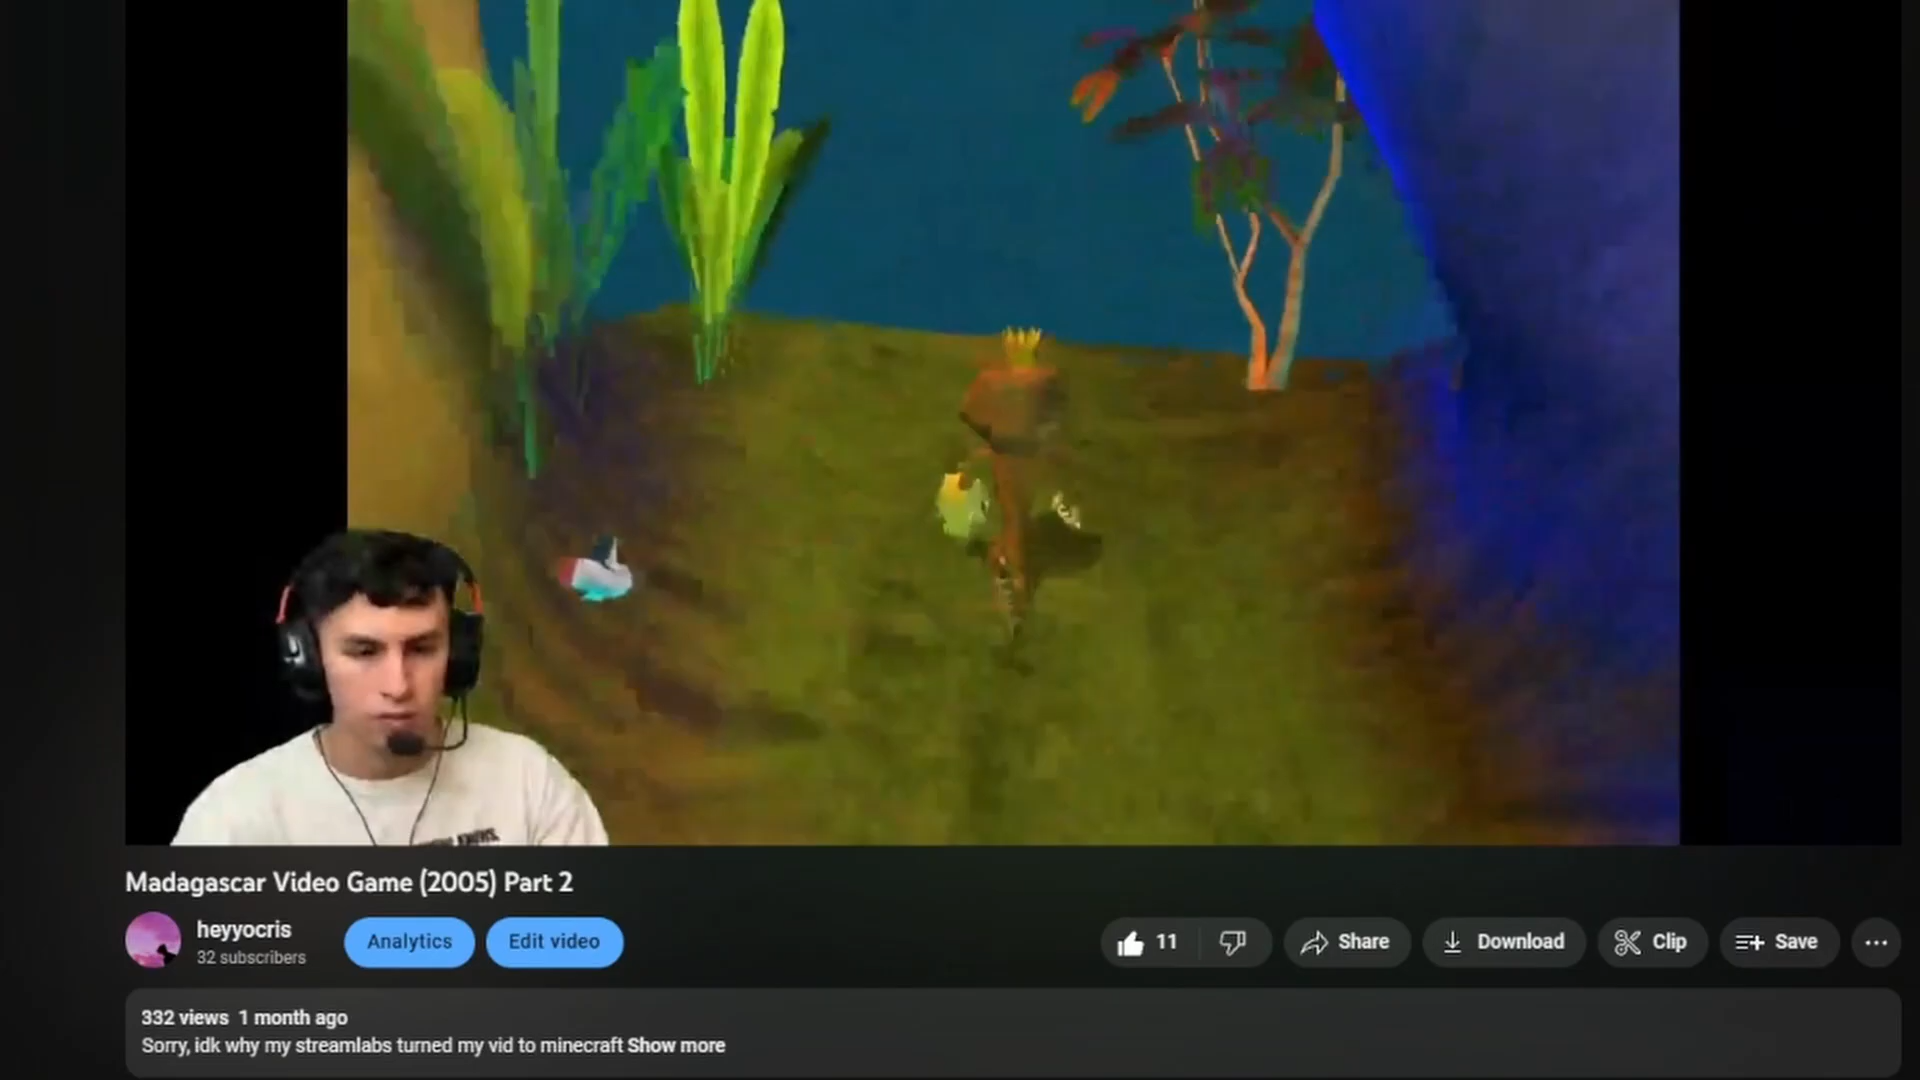 Madagascar Video Game (2005) Part 2
heyyocris
32 subscribers
Analytics
Edit video
11
Share
Download
Clip
Save
332 views 1 month ago
Sorry, idk why my streamlabs turned my vid to minecraft Show more